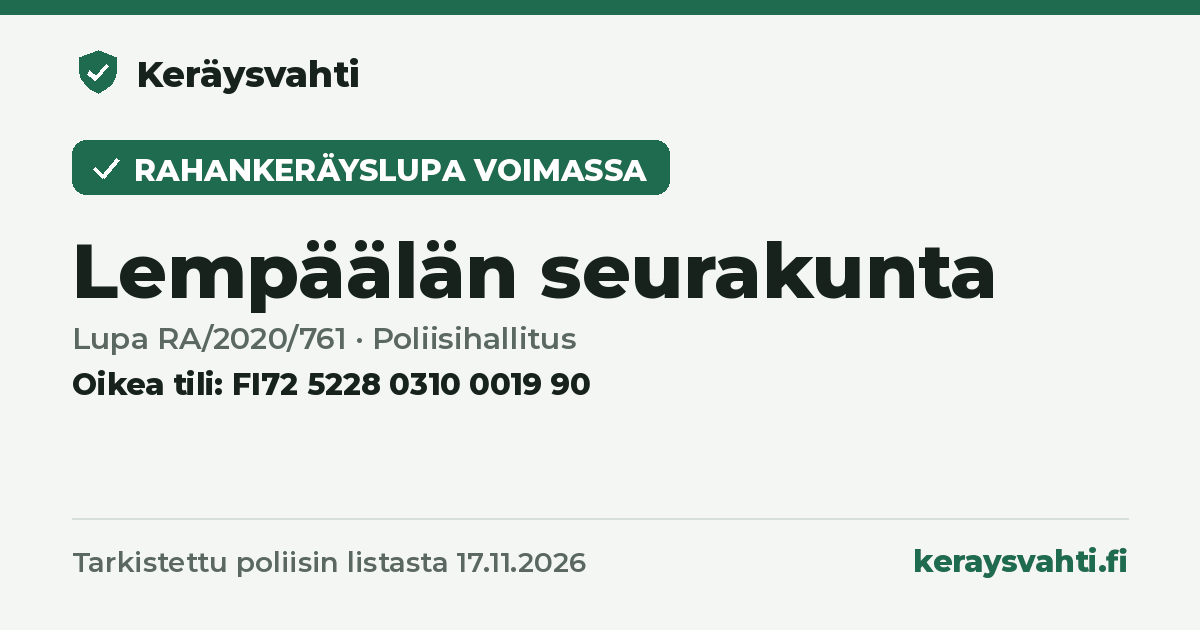 Keräysvahti
RAHANKERÄYSLUPA VOIMASSA
Lempäälän seurakunta
Lupa RA/2020/761 · Poliisihallitus
Oikea tili: FI72 5228 0310 0019 90
Tarkistettu poliisin listasta 17.11.2026
keraysvahti.fi